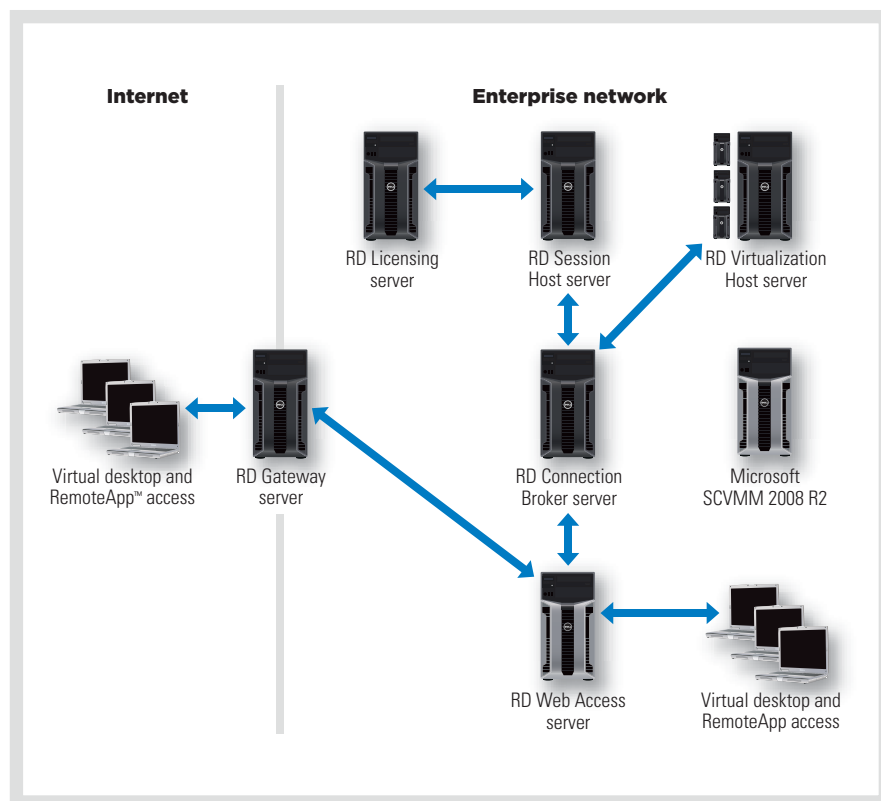 Internet
Enterprise network
RD Licensing
server
RD Session
Host server
RD Virtualization
Host server
Virtual desktop and
RemoteApp™ access
RD Gateway
server
RD Connection
Broker server
Microsoft
SCVMM 2008 R2
RD Web Access
server
Virtual desktop and
RemoteApp access